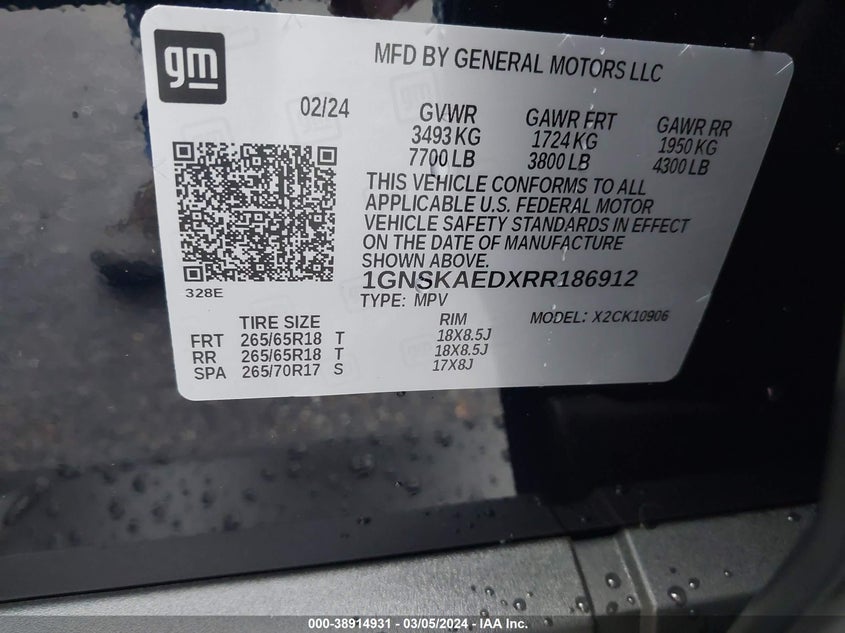 gm
MFD BY GENERAL MOTORS LLC
02/24
GVWR GAWR FRT GAWR RR
3493 KG 1724 KG 1950 KG
7700 LB 3800 LB 4300 LB
THIS VEHICLE CONFORMS TO ALL
APPLICABLE U.S. FEDERAL MOTOR
VEHICLE SAFETY STANDARDS IN EFFECT
ON THE DATE OF MANUFACTURE
SHOWN ABOVE.
328E
1GNSKAEDXRR186912
TYPE: MPV MODEL: X2CK10906
TIRE SIZE RIM
FRT 265/65R18 T 18X8.5J
RR 265/65R18 T 18X8.5J
SPA 265/70R17 S 17X8J
000-38914931 - 03/05/2024 - IAA Inc.